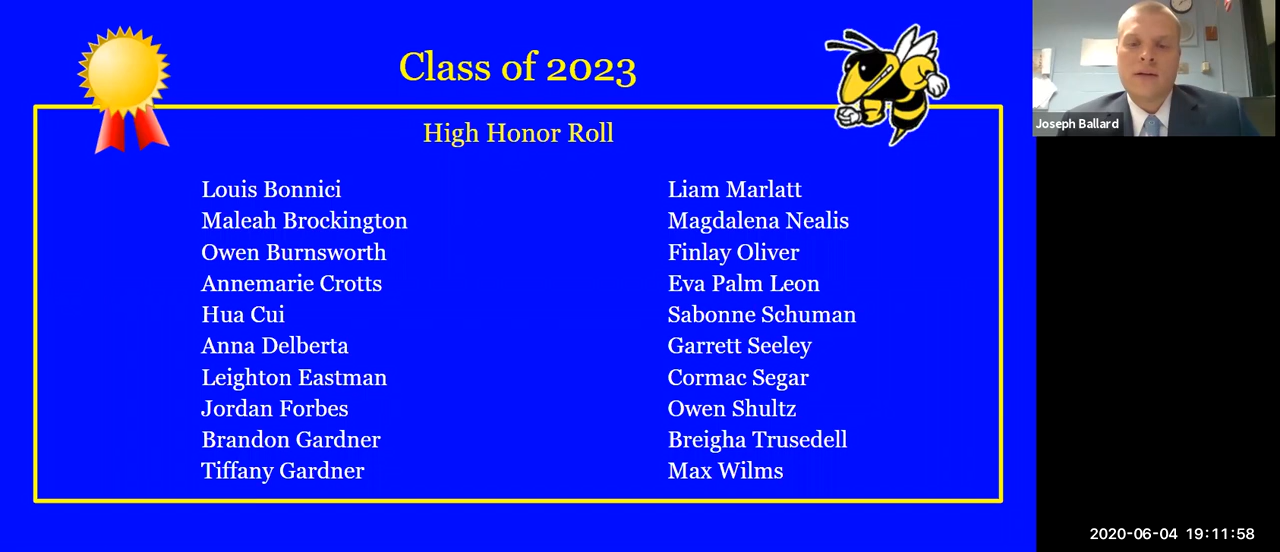 Class of 2023
High Honor Roll
Louis Bonnici
Maleah Brockington
Owen Burnsworth
Annemarie Crotts
Hua Cui
Anna Delberta
Leighton Eastman
Jordan Forbes
Brandon Gardner
Tiffany Gardner
Liam Marlatt
Magdalena Nealis
Finlay Oliver
Eva Palm Leon
Sabonne Schuman
Garrett Seeley
Cormac Segar
Owen Shultz
Breigha Trusedell
Max Wilms
Joseph Ballard
2020-06-04 19:11:58